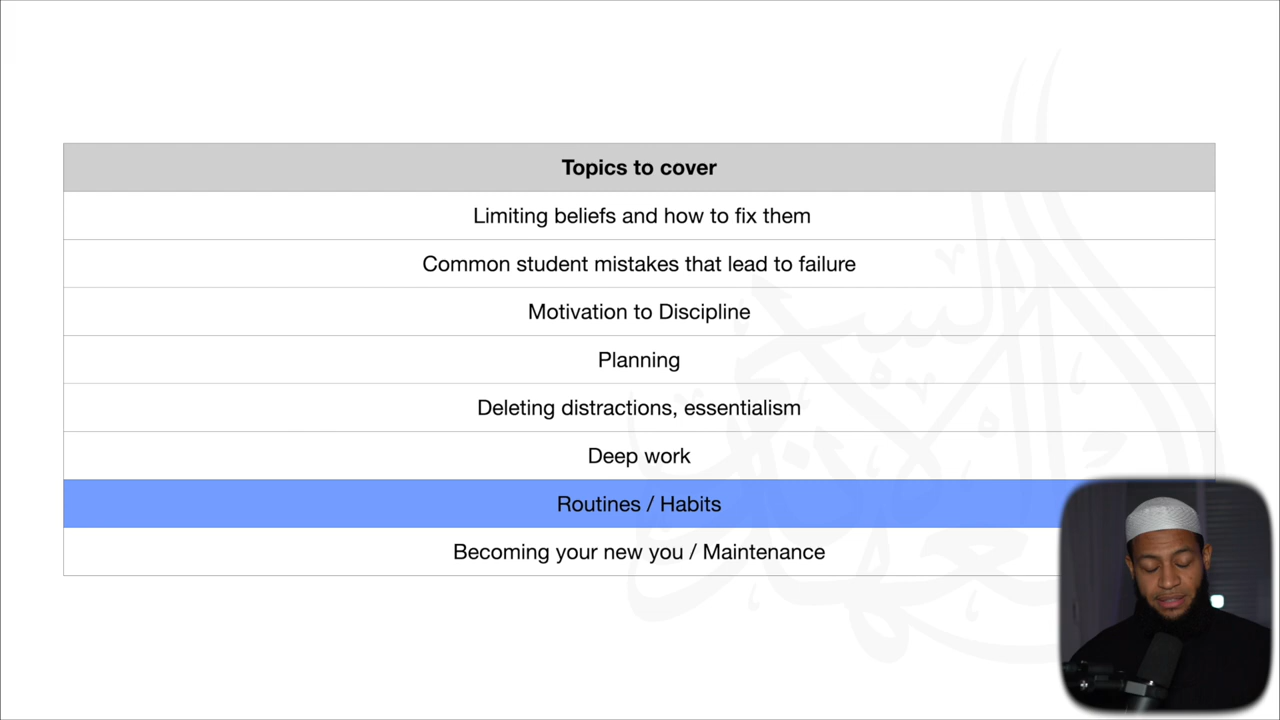 Topics to cover
Limiting beliefs and how to fix them
Common student mistakes that lead to failure
Motivation to Discipline
Planning
Deleting distractions, essentialism
Deep work
Routines / Habits
Becoming your new you / Maintenance